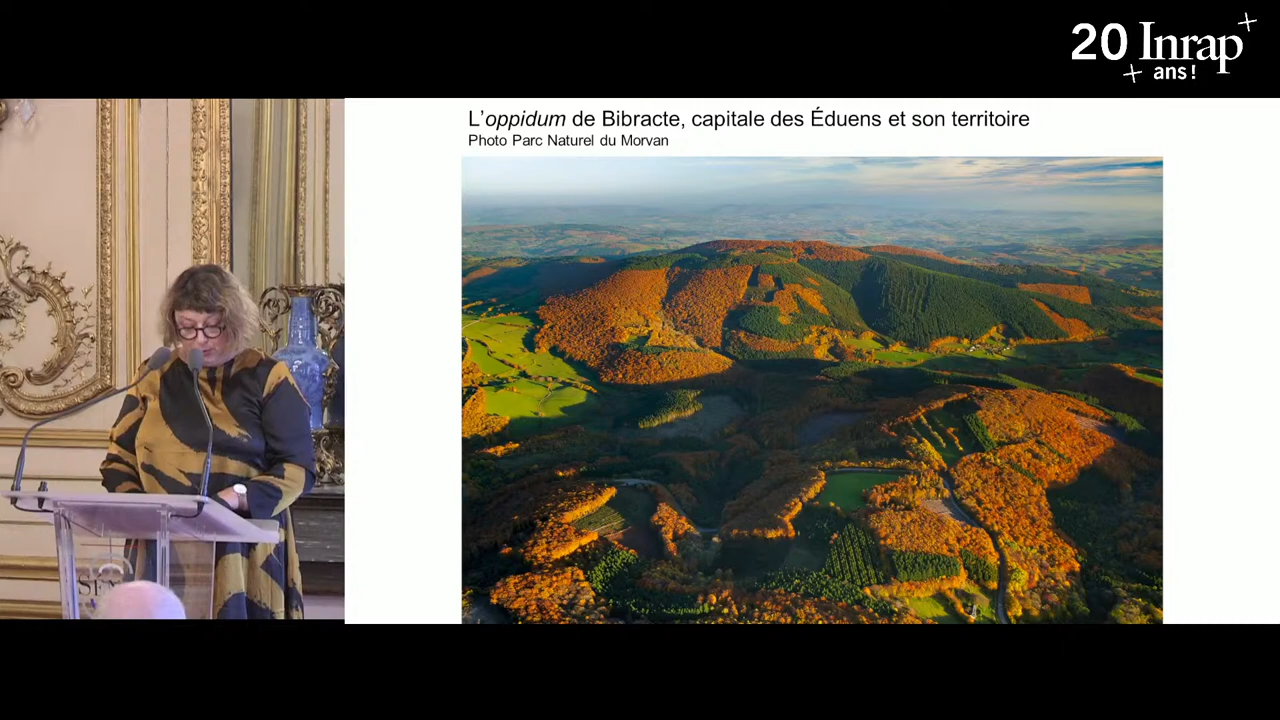 20 Inrap
ans !
L'oppidum de Bibracte, capitale des Éduens et son territoire
Photo Parc Naturel du Morvan